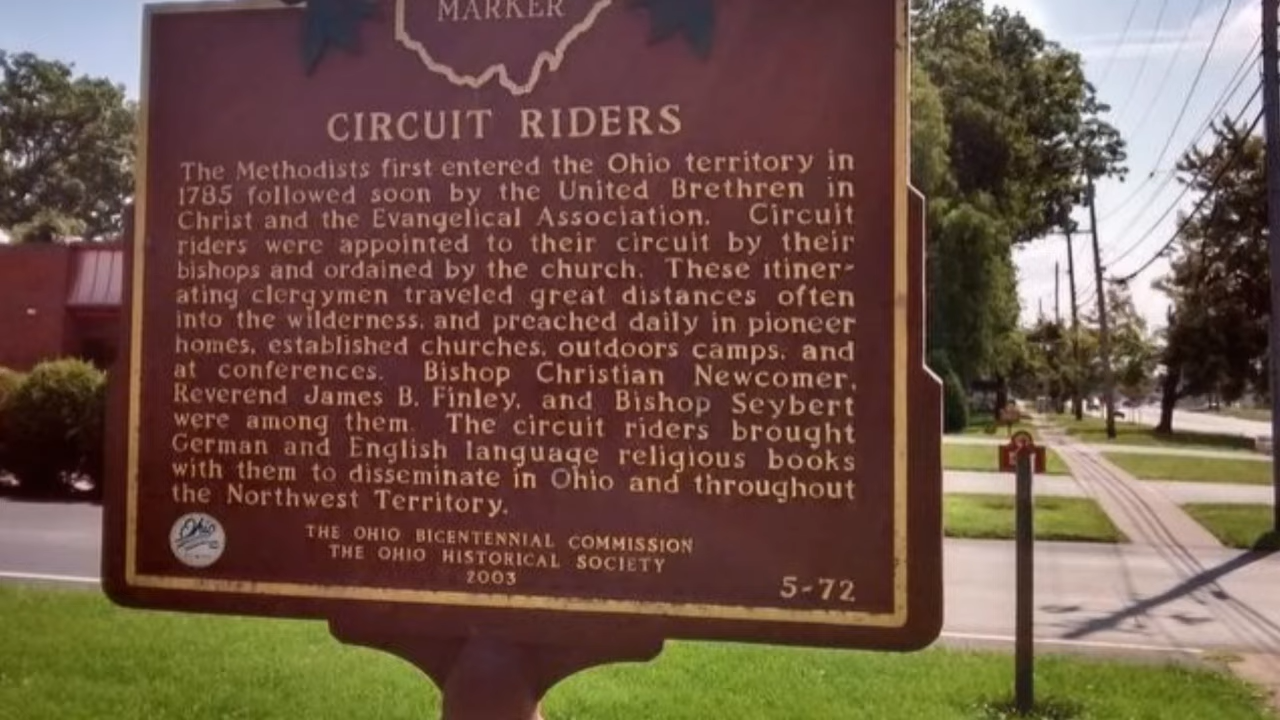 MARKER
CIRCUIT RIDERS
The Methodists first entered the Ohio territory in
1785 followed soon by the United Brethren in
Christ and the Evangelical Association. Circuit
riders were appointed to their circuit by their
bishops and ordained by the church. These itiner-
ating clergymen traveled great distances often
into the wilderness, and preached daily in pioneer
homes, established churches, outdoors camps, and
at conferences. Bishop Christian Newcomer,
Reverend James B. Finley, and Bishop Seybert
were among them. The circuit riders brought
German and English language religious books
with them to disseminate in Ohio and throughout
the Northwest Territory.
Ohio
THE OHIO BICENTENNIAL COMMISSION
THE OHIO HISTORICAL SOCIETY
2003
5-72